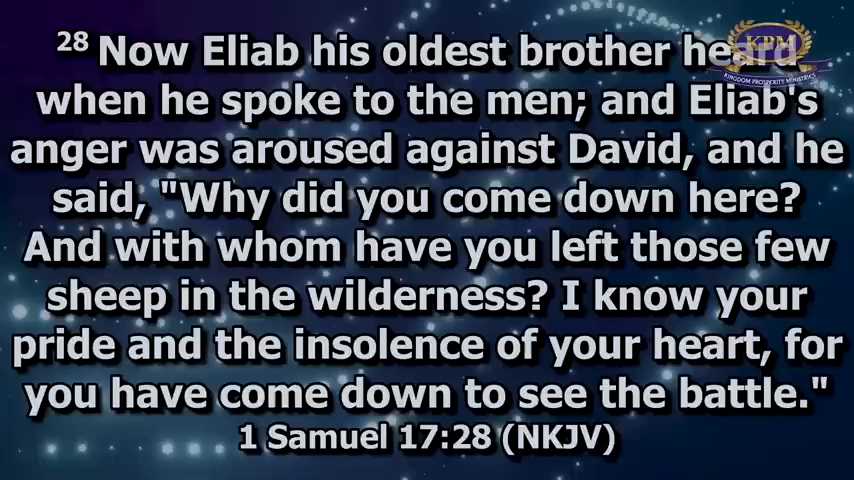 28 Now Eliab his oldest brother heard
when he spoke to the men; and Eliab's
anger was aroused against David, and he
said, "Why did you come down here?
And with whom have you left those few
sheep in the wilderness? I know your
pride and the insolence of your heart, for
you have come down to see the battle."
1 Samuel 17:28 (NKJV)
KPM
KINGDOM PROSPERITY MINISTRIES